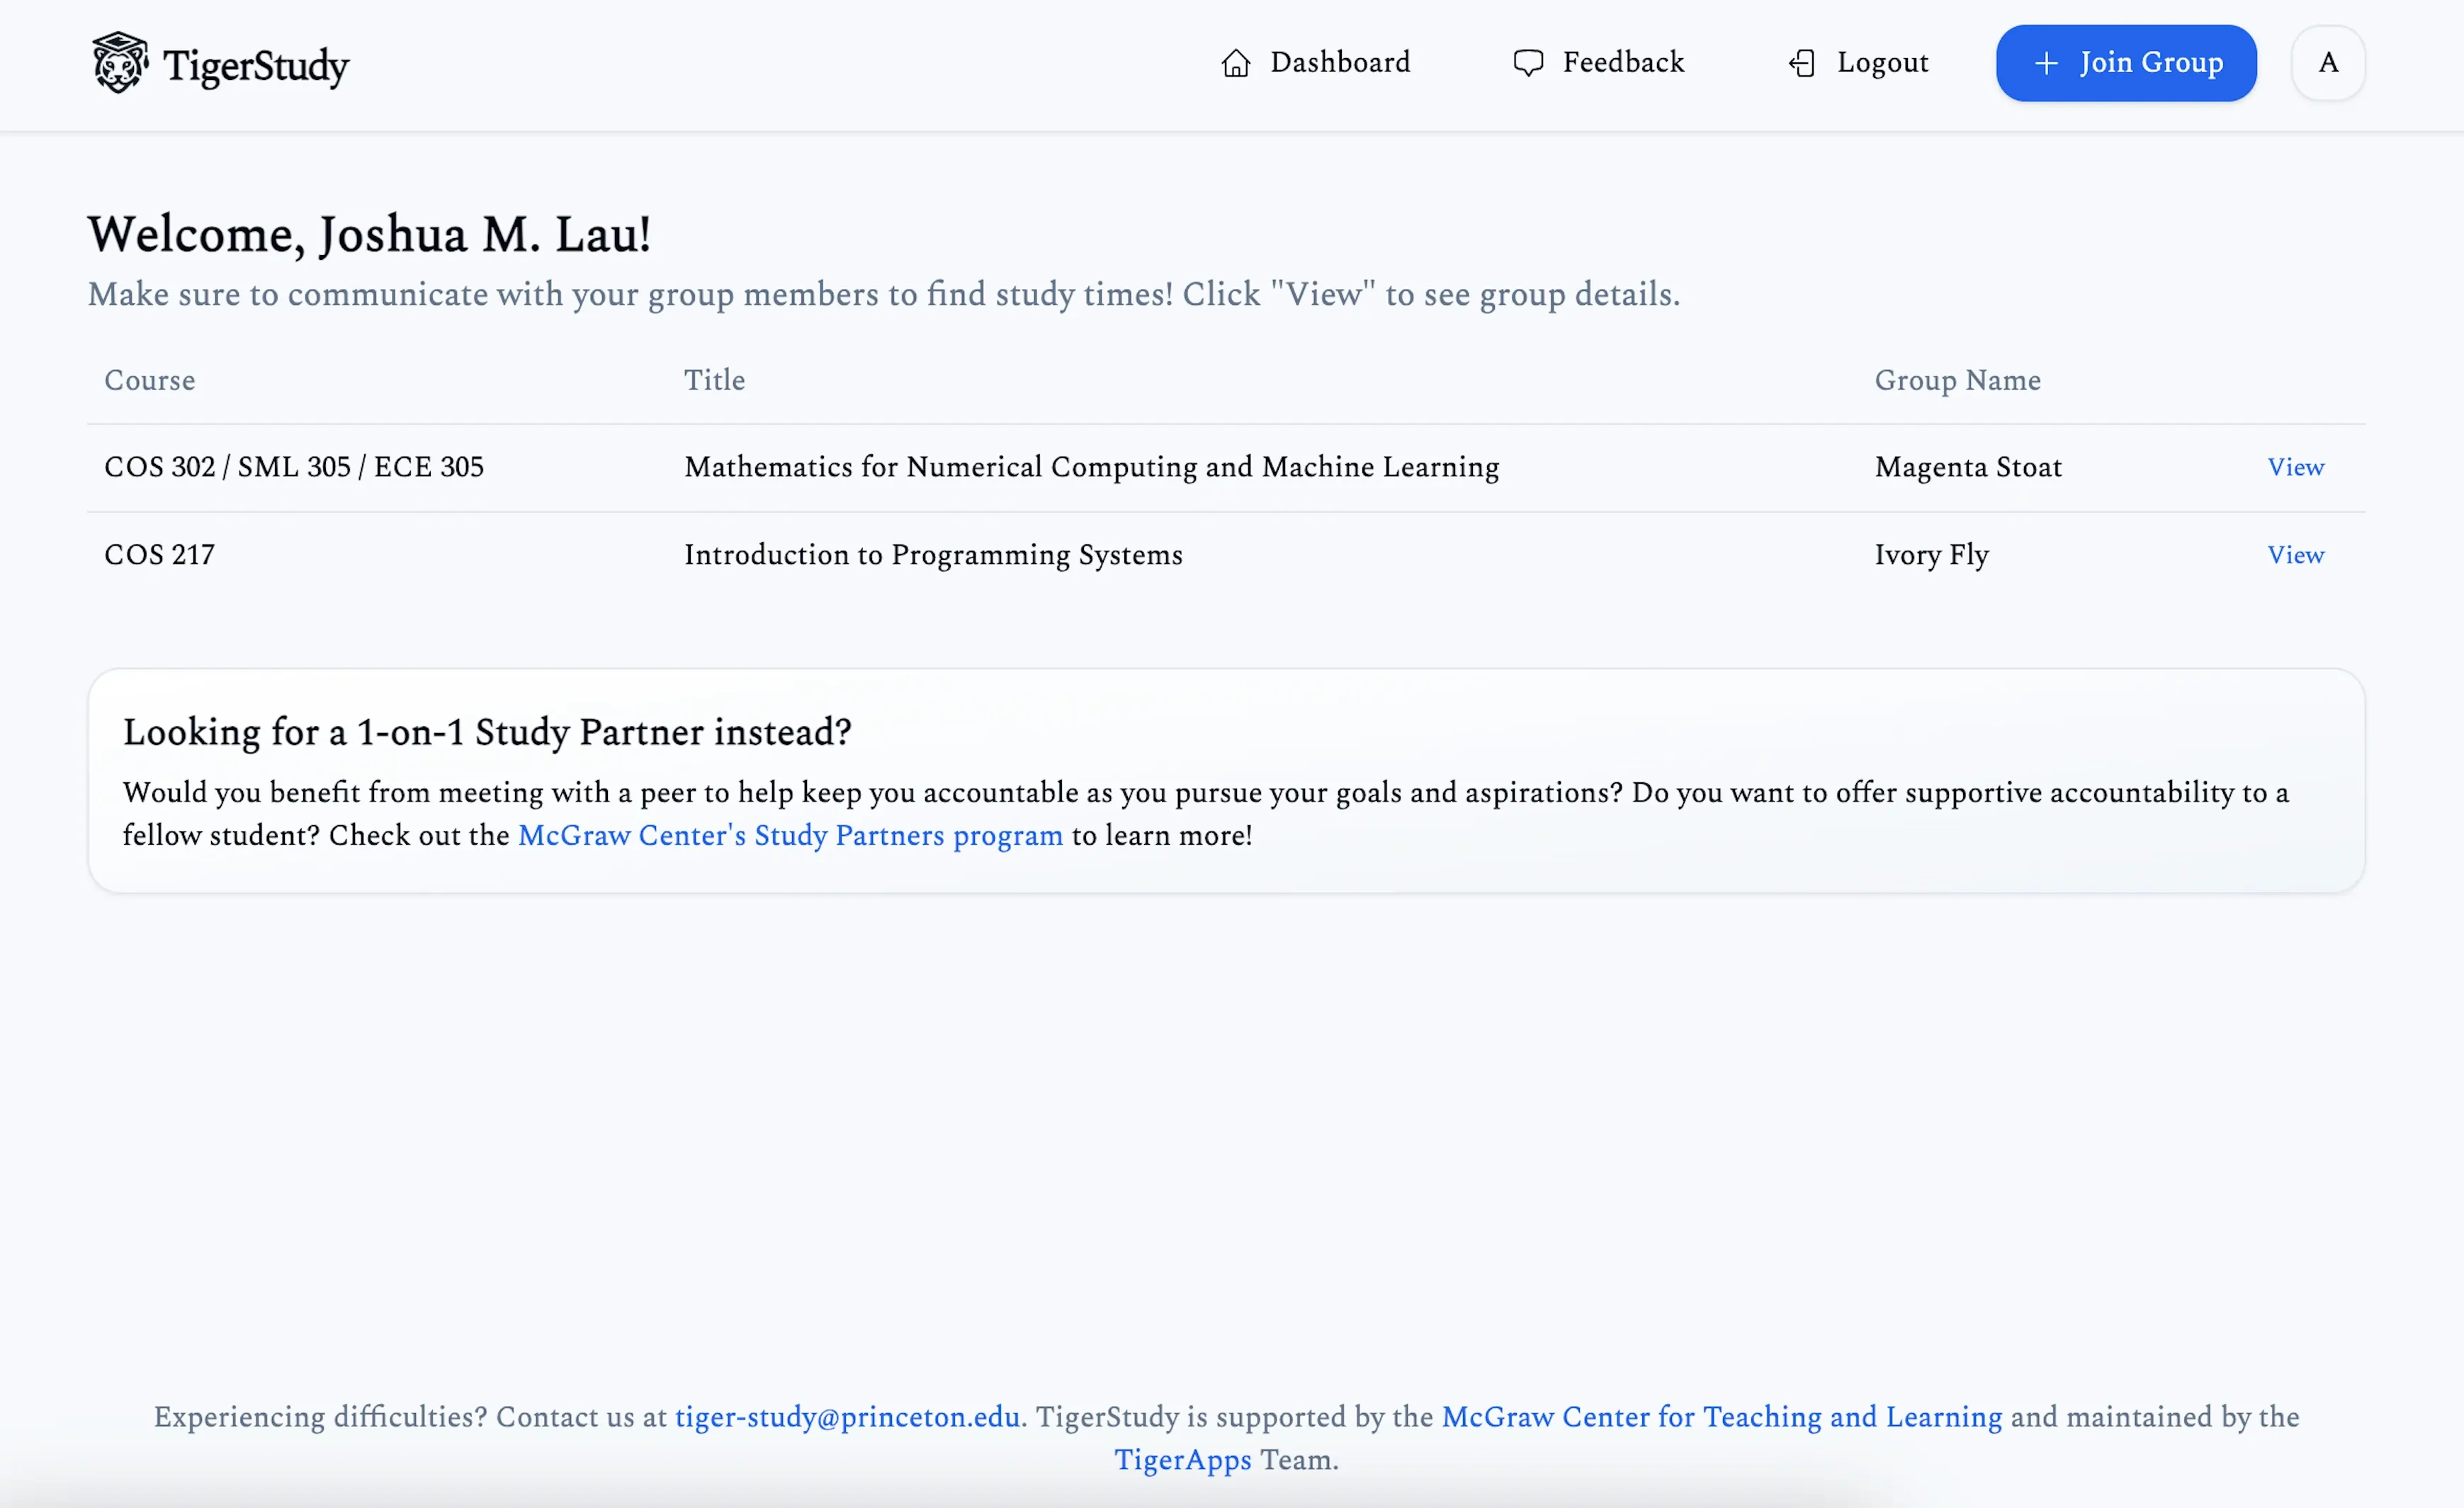 TigerStudy
Dashboard
Feedback
Logout
+ Join Group
A
Welcome, Joshua M. Lau!
Make sure to communicate with your group members to find study times! Click "View" to see group details.
Course Title Group Name
COS 302 / SML 305 / ECE 305 Mathematics for Numerical Computing and Machine Learning Magenta Stoat View
COS 217 Introduction to Programming Systems Ivory Fly View
Looking for a 1-on-1 Study Partner instead?
Would you benefit from meeting with a peer to help keep you accountable as you pursue your goals and aspirations? Do you want to offer supportive accountability to a
fellow student? Check out the McGraw Center's Study Partners program to learn more!
Experiencing difficulties? Contact us at tiger-study@princeton.edu. TigerStudy is supported by the McGraw Center for Teaching and Learning and maintained by the
TigerApps Team.